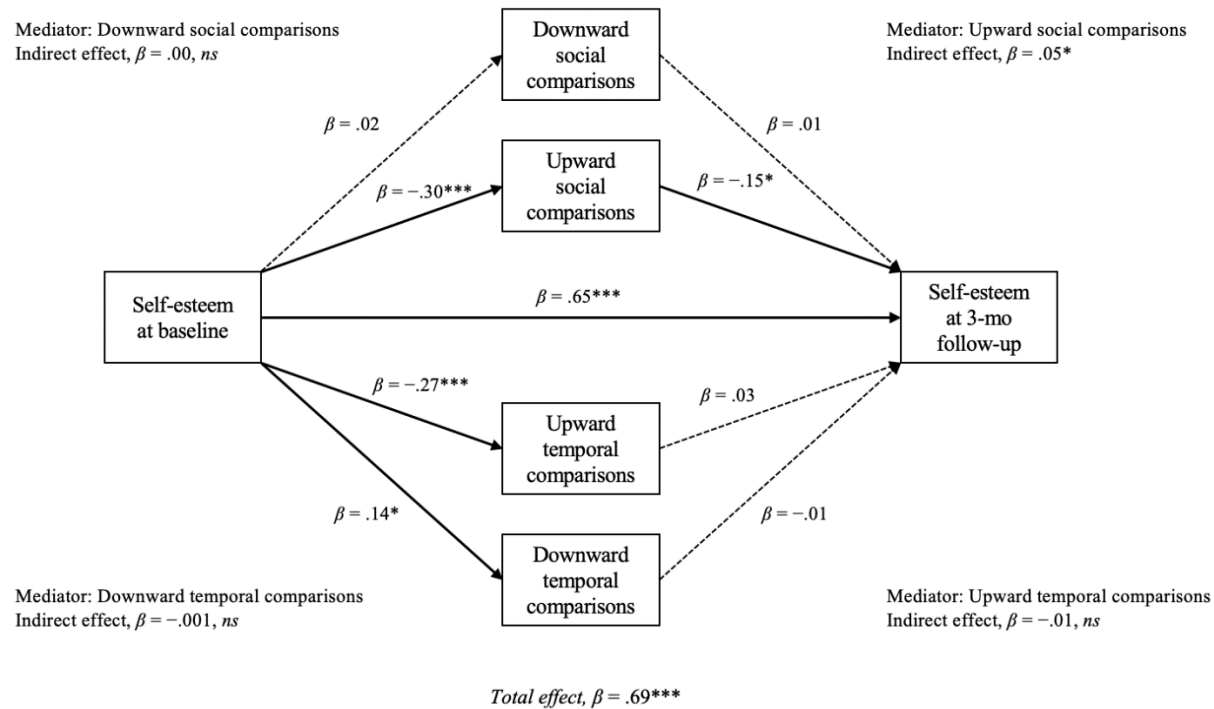 Mediator: Downward social comparisons
Indirect effect, β = .00, ns
Downward
social
comparisons
Mediator: Upward social comparisons
Indirect effect, β = .05*
β = .02
β = .01
Upward
social
comparisons
β = −.30***
β = −.15*
Self-esteem
at baseline
β = .65***
Self-esteem
at 3-mo
follow-up
β = −.27***
β = .03
Upward
temporal
comparisons
β = .14*
β = −.01
Downward
temporal
comparisons
Mediator: Downward temporal comparisons
Indirect effect, β = −.001, ns
Mediator: Upward temporal comparisons
Indirect effect, β = −.01, ns
Total effect, β = .69***